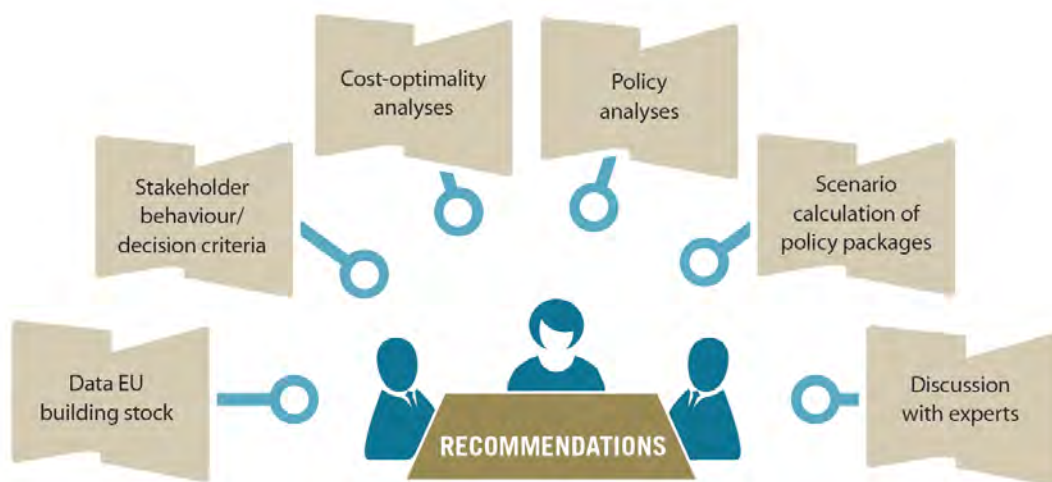 Cost-optimality
analyses
Policy
analyses
Stakeholder
behaviour/
decision criteria
Scenario
calculation of
policy packages
Data EU
building stock
Discussion
with experts
RECOMMENDATIONS